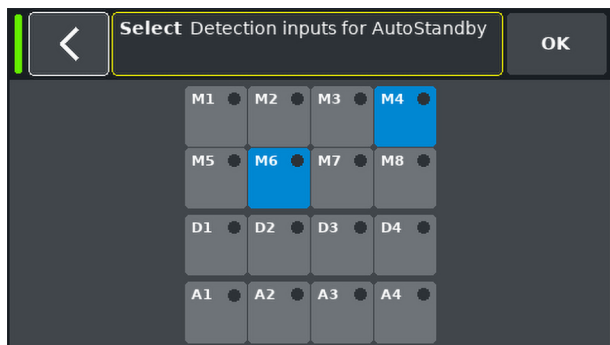 Select Detection inputs for AutoStandby
OK
M1 M2 M3 M4
M5 M6 M7 M8
D1 D2 D3 D4
A1 A2 A3 A4